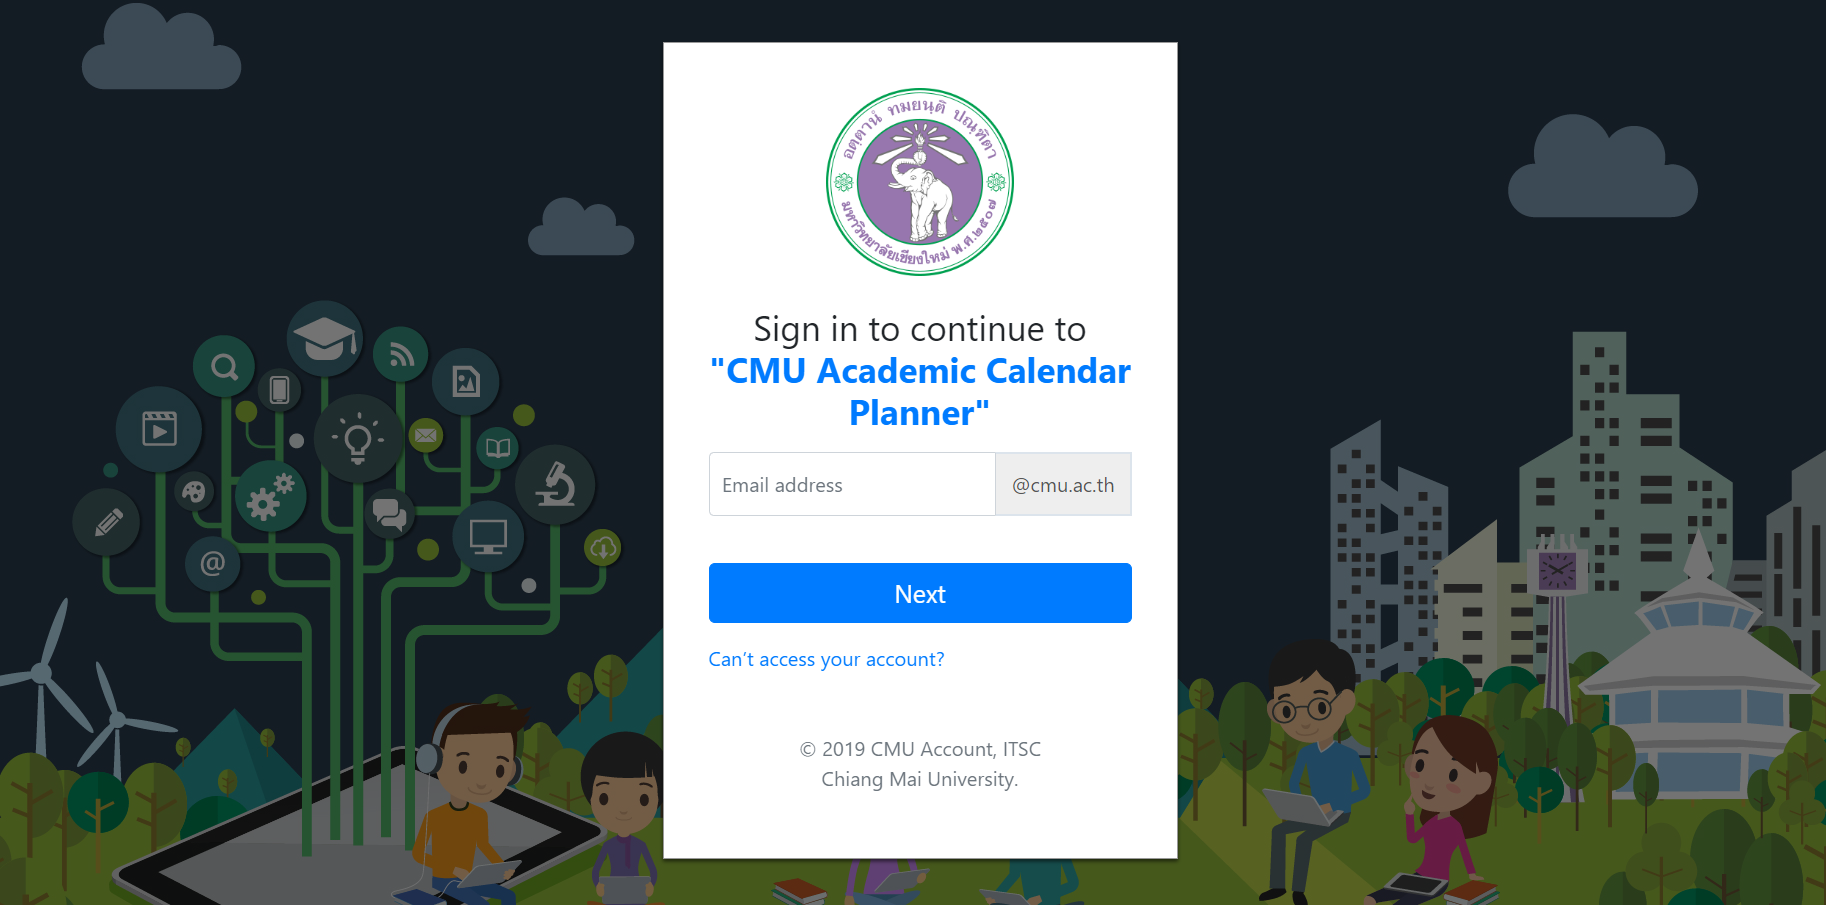 อตฺตานํ ทมยนฺติ ปณฺฑิตา
มหาวิทยาลัยเชียงใหม่ พ.ศ.๒๕๐๗
Sign in to continue to
"CMU Academic Calendar
Planner"
Email address
@cmu.ac.th
Next
Can’t access your account?
© 2019 CMU Account, ITSC
Chiang Mai University.
@